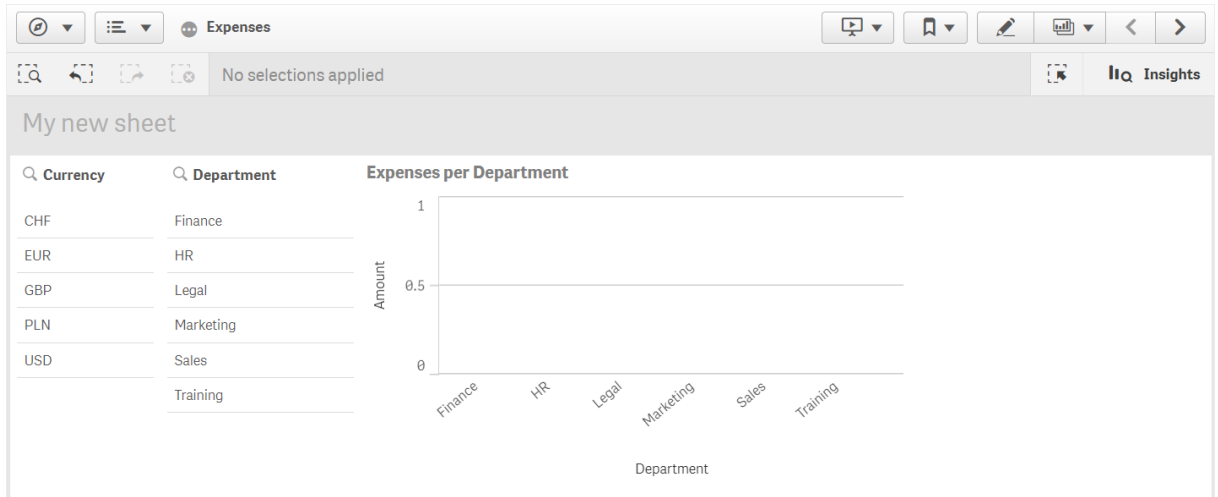 Expenses
No selections applied
Insights
My new sheet
Currency
CHF
EUR
GBP
PLN
USD
Department
Finance
HR
Legal
Marketing
Sales
Training
Expenses per Department
Amount
1
0.5
0
Finance
HR
Legal
Marketing
Sales
Training
Department